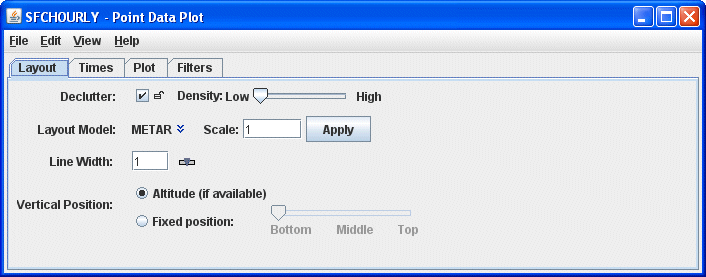 SFCHOURLY - Point Data Plot
File Edit View Help
Layout Times Plot Filters
Declutter: Density: Low High
Layout Model: METAR Scale: 1 Apply
Line Width: 1
Vertical Position: Altitude (if available)
Fixed position:
Bottom Middle Top